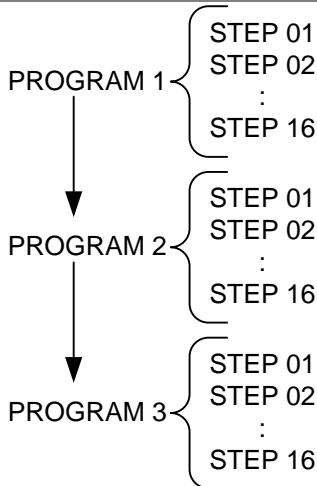 STEP 01
STEP 02
PROGRAM 1
:
STEP 16
STEP 01
STEP 02
PROGRAM 2
:
STEP 16
STEP 01
STEP 02
PROGRAM 3
:
STEP 16